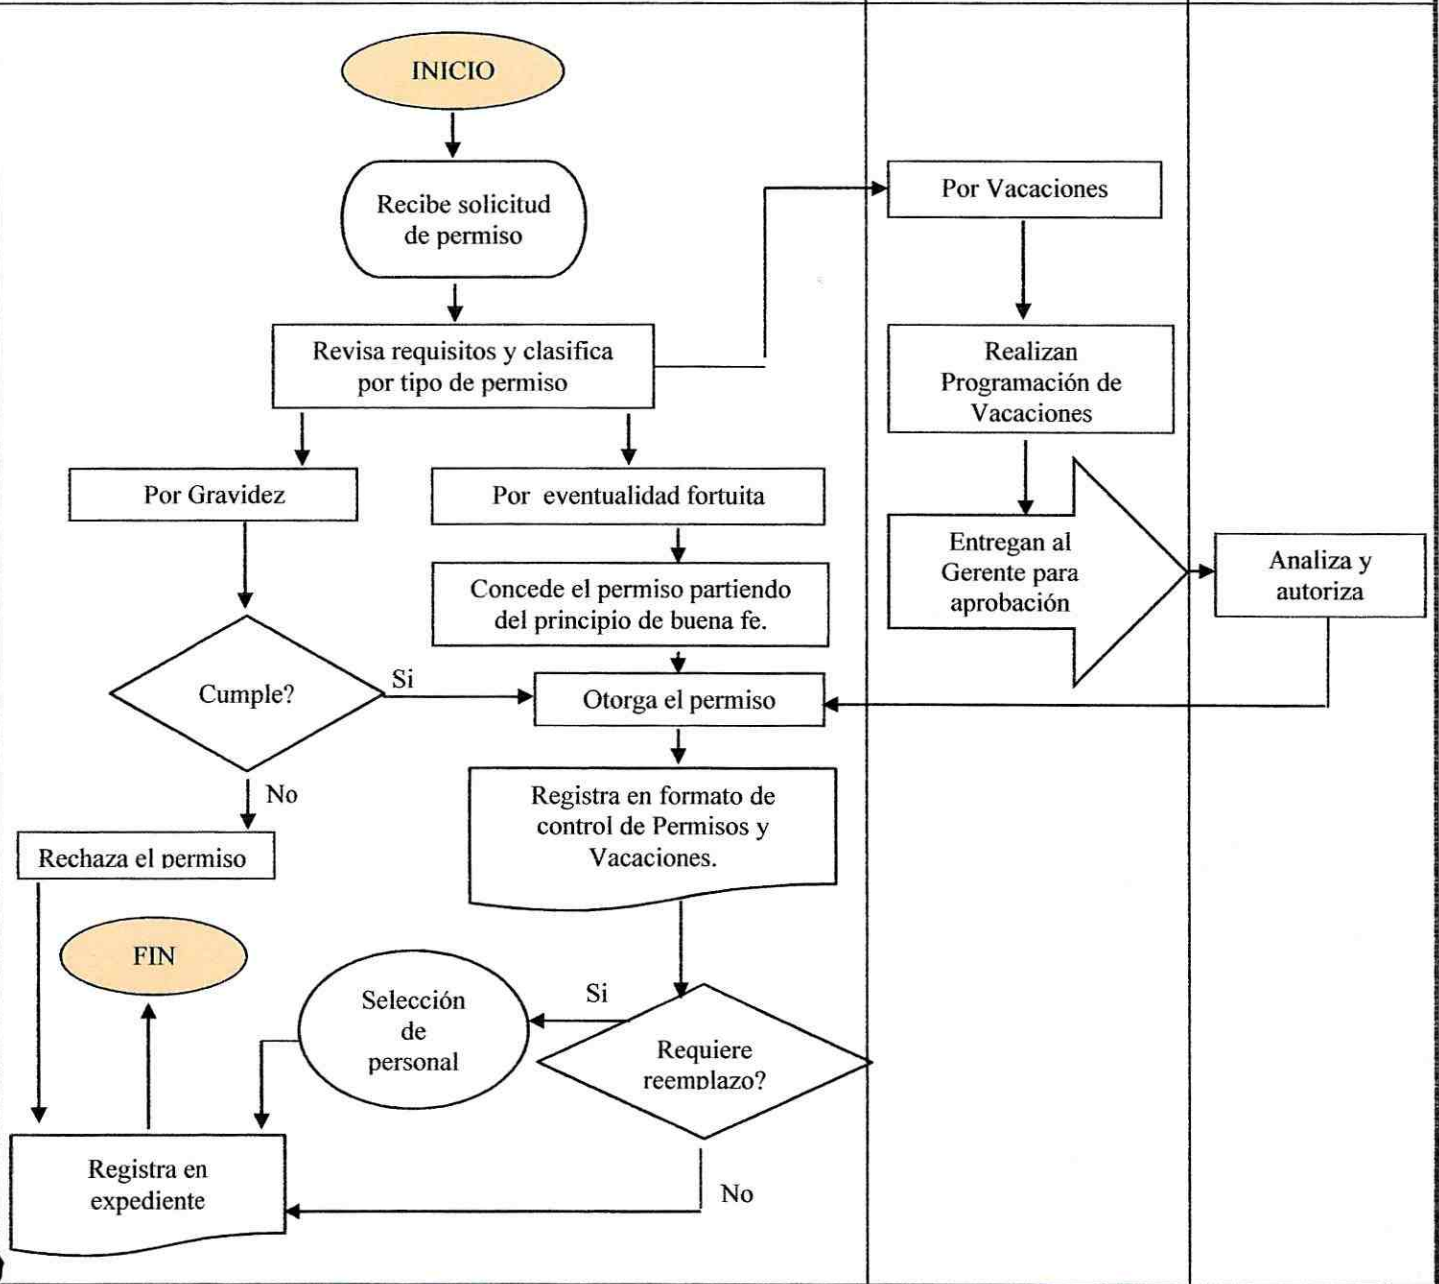 INICIO
Recibe solicitud
de permiso
Por Vacaciones
Revisa requisitos y clasifica
por tipo de permiso
Realizan
Programación de
Vacaciones
Por Gravidez
Por eventualidad fortuita
Entregan al
Gerente para
aprobación
Analiza y
autoriza
Concede el permiso partiendo
del principio de buena fe.
Cumple?
Si
Otorga el permiso
No
Registra en formato de
control de Permisos y
Vacaciones.
Rechaza el permiso
FIN
Selección
de
personal
Si
Requiere
reemplazo?
Registra en
expediente
No